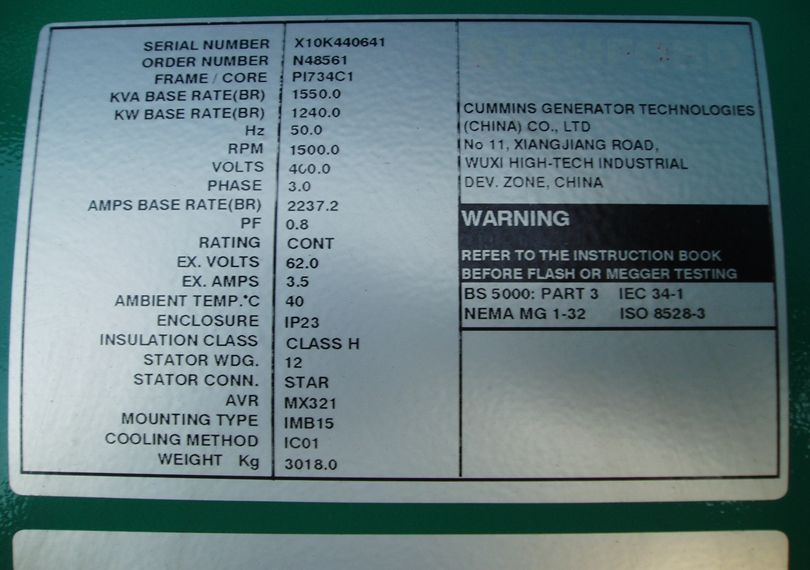 SERIAL NUMBER X10K440641
ORDER NUMBER N48561
FRAME / CORE PI734C1
KVA BASE RATE(BR) 1550.0
KW BASE RATE(BR) 1240.0
Hz 50.0
RPM 1500.0
VOLTS 400.0
PHASE 3.0
AMPS BASE RATE(BR) 2237.2
PF 0.8
RATING CONT
EX. VOLTS 62.0
EX. AMPS 3.5
AMBIENT TEMP.°C 40
ENCLOSURE IP23
INSULATION CLASS CLASS H
STATOR WDG. 12
STATOR CONN. STAR
AVR MX321
MOUNTING TYPE IMB15
COOLING METHOD IC01
WEIGHT Kg 3018.0
CUMMINS GENERATOR TECHNOLOGIES
(CHINA) CO., LTD
No 11, XIANGJIANG ROAD,
WUXI HIGH-TECH INDUSTRIAL
DEV. ZONE, CHINA
WARNING
REFER TO THE INSTRUCTION BOOK
BEFORE FLASH OR MEGGER TESTING
BS 5000: PART 3 IEC 34-1
NEMA MG 1-32 ISO 8528-3